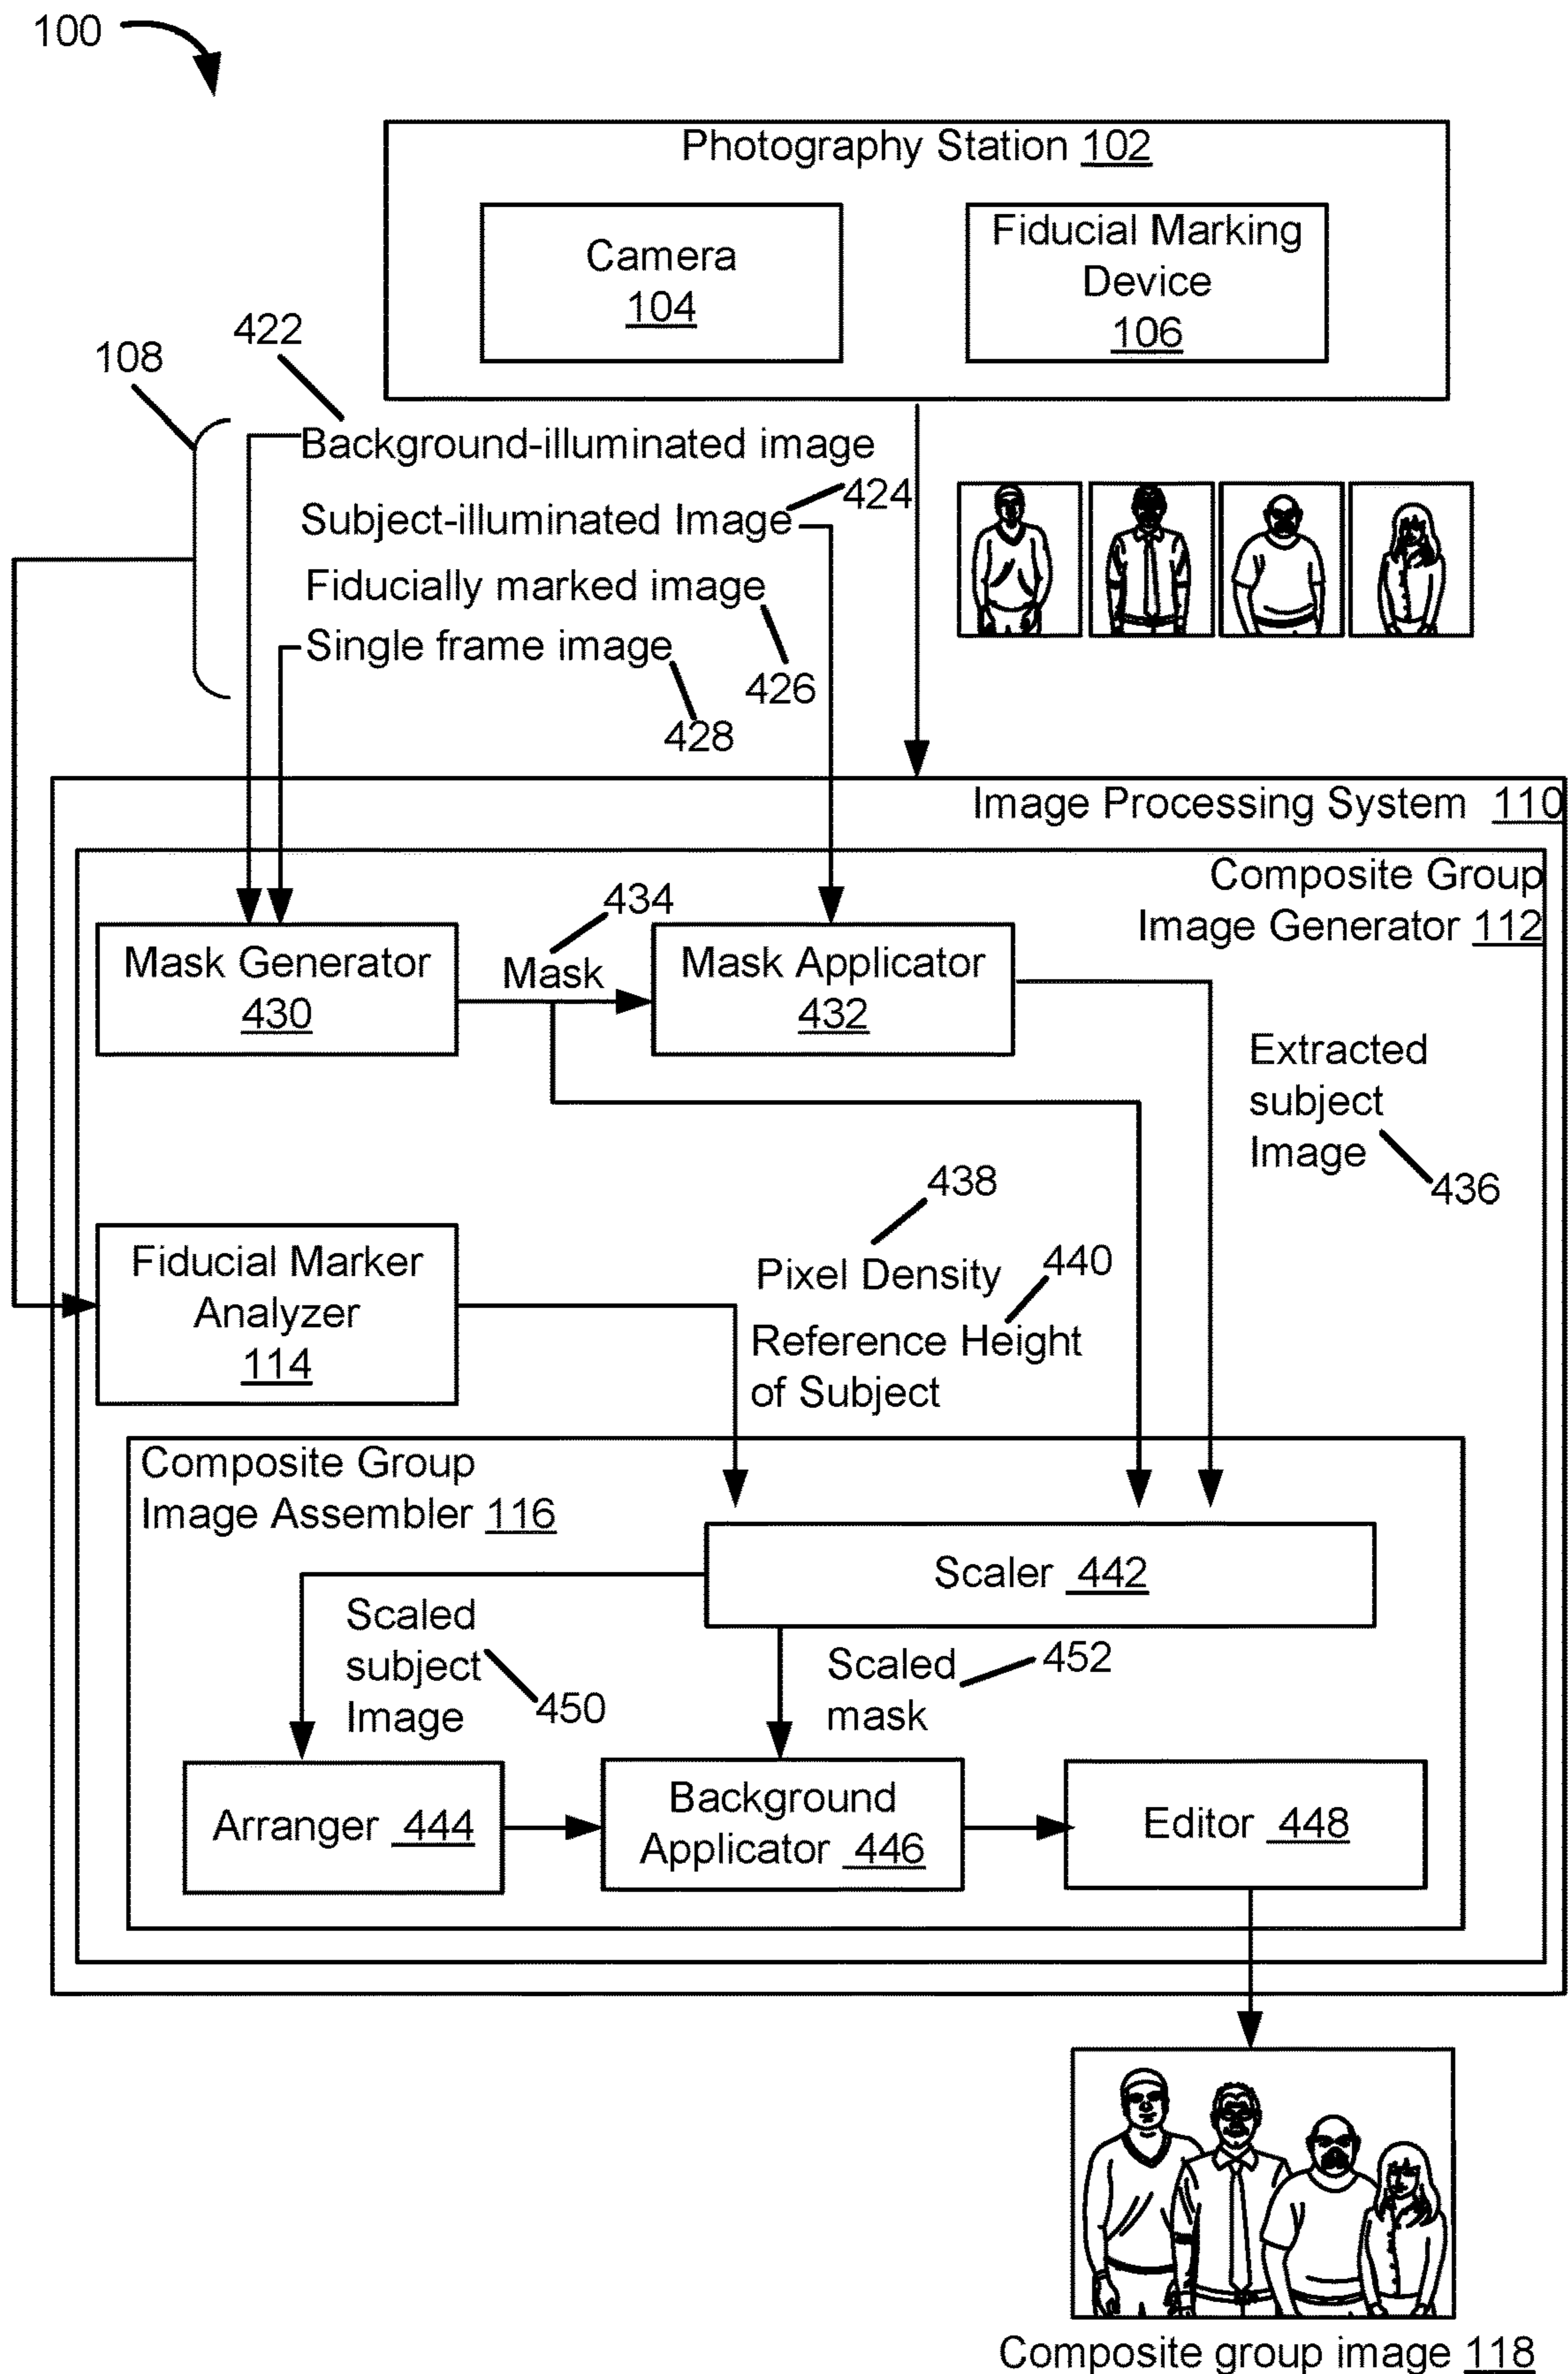 100
Photography Station 102
Camera
104
Fiducial Marking
Device
106
108
422
Background-illuminated image
424
Subject-illuminated Image
Fiducially marked image
426
Single frame image
428
Image Processing System 110
Composite Group
Image Generator 112
Mask Generator
430
434
Mask
Mask Applicator
432
Extracted
subject
Image
436
438
Pixel Density
440
Reference Height
of Subject
Fiducial Marker
Analyzer
114
Composite Group
Image Assembler 116
Scaler 442
Scaled
subject
Image
450
Scaled
mask
452
Arranger 444
Background
Applicator 446
Editor 448
Composite group image 118